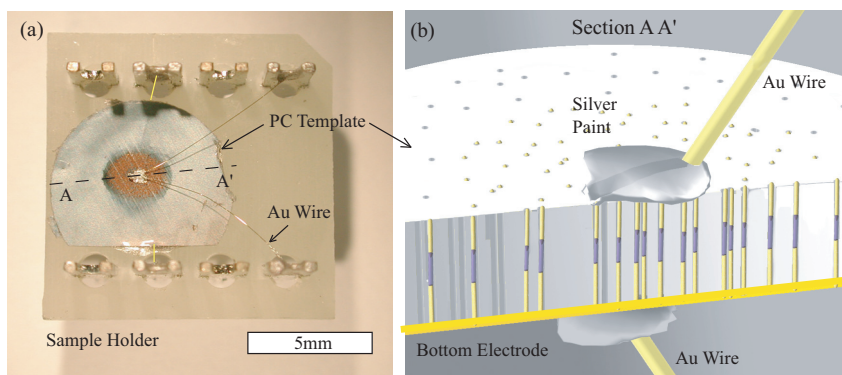 (a)
PC Template
A
A'
Au Wire
Sample Holder
5mm
(b)
Section A A'
Au Wire
Silver
Paint
Bottom Electrode
Au Wire